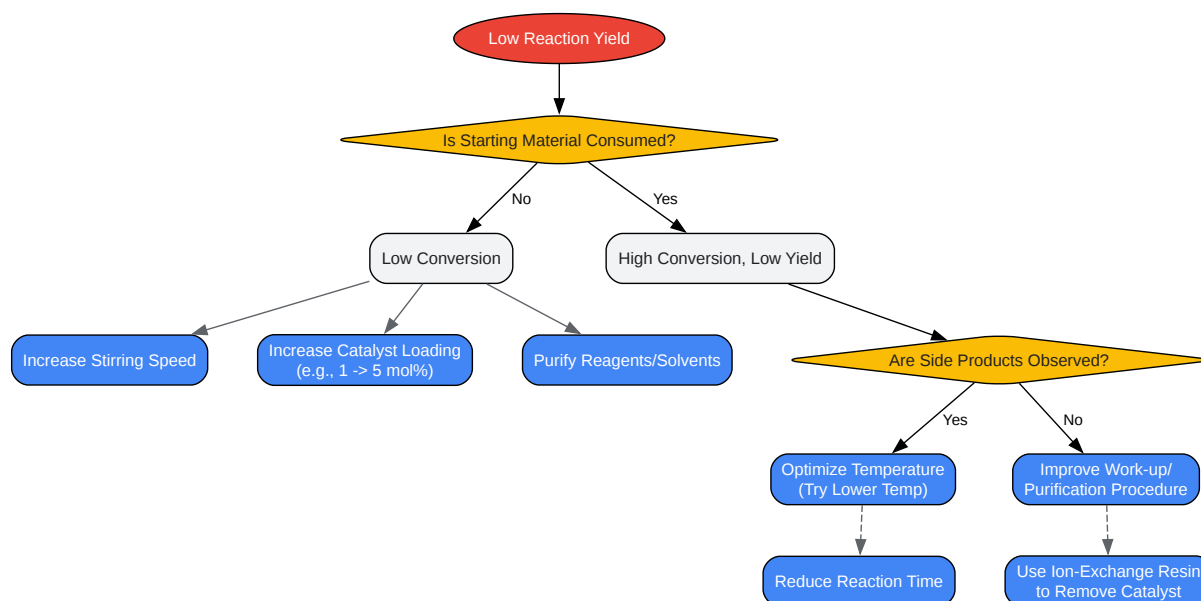 Low Reaction Yield
Is Starting Material Consumed?
No
Yes
Low Conversion
High Conversion, Low Yield
Increase Stirring Speed
Increase Catalyst Loading
(e.g., 1 -> 5 mol%)
Purify Reagents/Solvents
Are Side Products Observed?
Yes
No
Optimize Temperature
(Try Lower Temp)
Improve Work-up/
Purification Procedure
Reduce Reaction Time
Use Ion-Exchange Resin
to Remove Catalyst